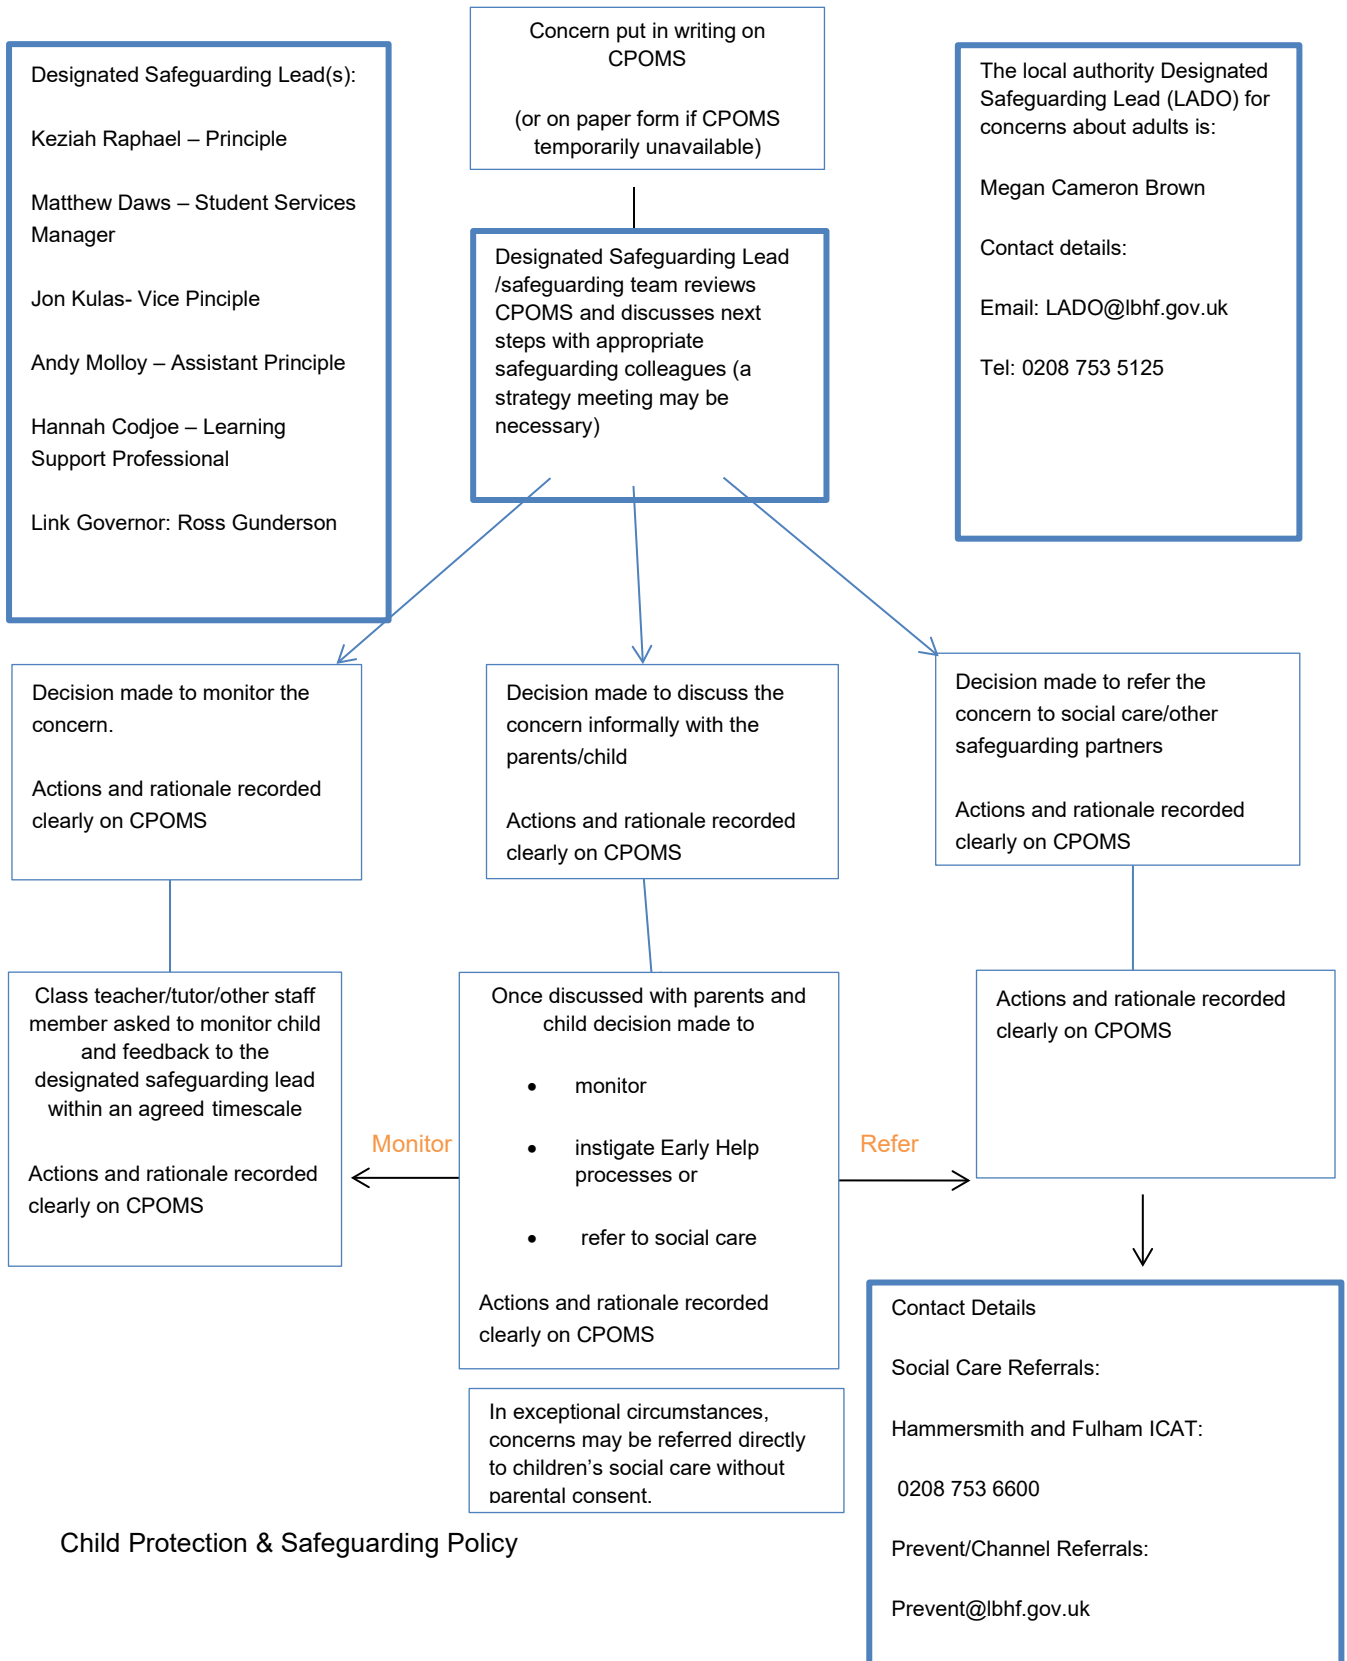 Concern put in writing on
CPOMS
(or on paper form if CPOMS
temporarily unavailable)
Designated Safeguarding Lead(s):
Keziah Raphael – Principle
Matthew Daws – Student Services
Manager
Jon Kulas- Vice Pinciple
Andy Molloy – Assistant Principle
Hannah Codjoe – Learning
Support Professional
Link Governor: Ross Gunderson
The local authority Designated
Safeguarding Lead (LADO) for
concerns about adults is:
Megan Cameron Brown
Contact details:
Email: LADO@lbhf.gov.uk
Tel: 0208 753 5125
Designated Safeguarding Lead
/safeguarding team reviews
CPOMS and discusses next
steps with appropriate
safeguarding colleagues (a
strategy meeting may be
necessary)
Decision made to monitor the
concern.
Actions and rationale recorded
clearly on CPOMS
Decision made to discuss the
concern informally with the
parents/child
Actions and rationale recorded
clearly on CPOMS
Decision made to refer the
concern to social care/other
safeguarding partners
Actions and rationale recorded
clearly on CPOMS
Class teacher/tutor/other staff
member asked to monitor child
and feedback to the
designated safeguarding lead
within an agreed timescale
Actions and rationale recorded
clearly on CPOMS
Monitor
Once discussed with parents and
child decision made to
• monitor
• instigate Early Help
processes or
• refer to social care
Actions and rationale recorded
clearly on CPOMS
Refer
Actions and rationale recorded
clearly on CPOMS
In exceptional circumstances,
concerns may be referred directly
to children’s social care without
parental consent.
Contact Details
Social Care Referrals:
Hammersmith and Fulham ICAT:
0208 753 6600
Prevent/Channel Referrals:
Prevent@lbhf.gov.uk
Child Protection & Safeguarding Policy